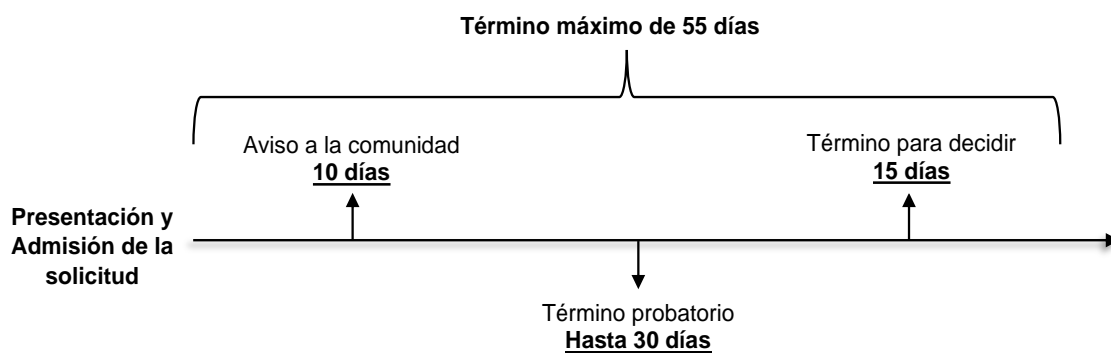 Término máximo de 55 días
Aviso a la comunidad
10 días
Término para decidir
15 días
Presentación y
Admisión de la
solicitud
Término probatorio
Hasta 30 días